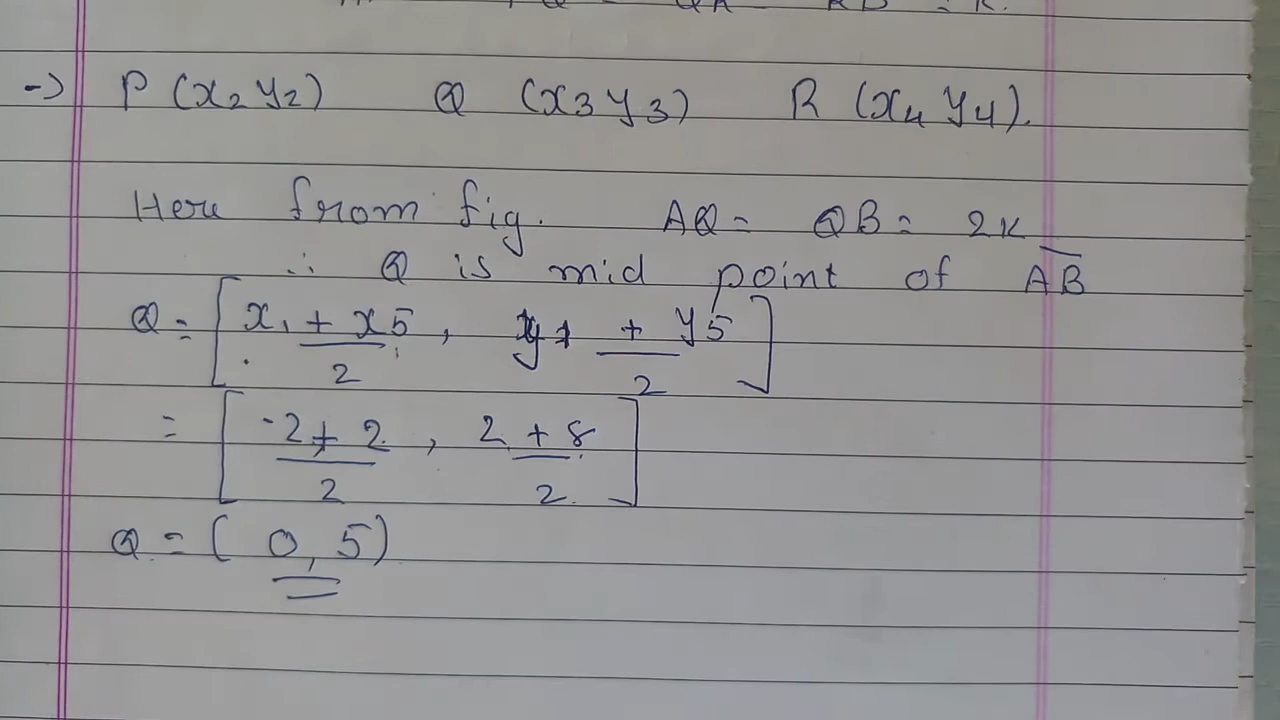 -> P (x2 y2) Q (x3 y3) R (x4 y4).
Here from fig. AQ = QB = 2K
∴ Q is mid point of AB
Q = [ x1 + x5 / 2 , y1 + y5 / 2 ]
= [ -2 + 2 / 2 , 2 + 8 / 2 ]
Q = ( 0, 5 )